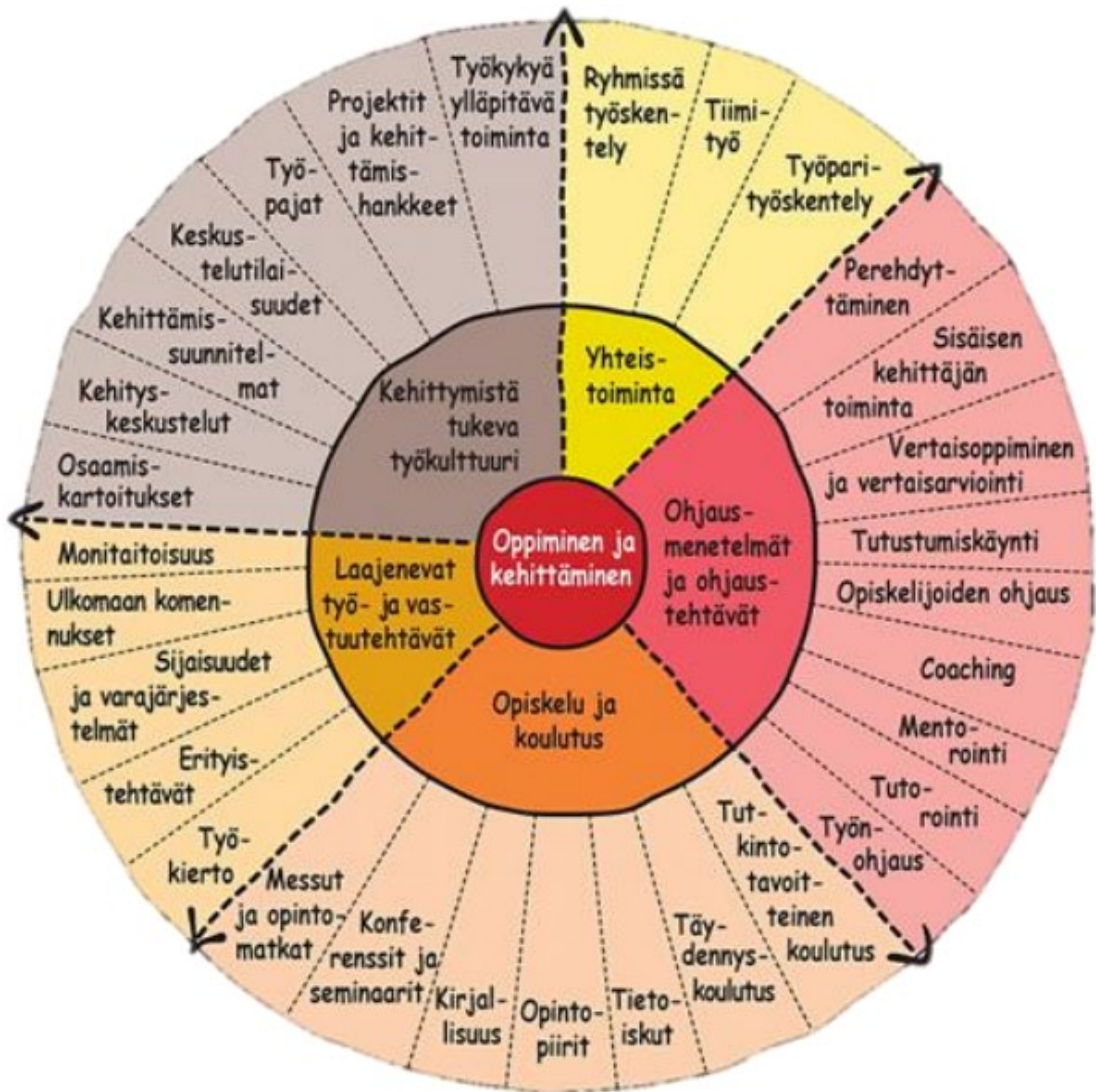 Oppiminen ja
kehittäminen
Yhteis-
toiminta
Ryhmissä
työsken-
tely
Tiimi-
työ
Työpari-
työskentely
Ohjaus-
menetelmät
ja ohjaus-
tehtävät
Perehdyt-
täminen
Sisäisen
kehittäjän
toiminta
Vertaisoppiminen
ja vertaisarviointi
Tutustumiskäynti
Opiskelijoiden ohjaus
Coaching
Mento-
rointi
Tuto-
rointi
Työn-
ohjaus
Opiskelu ja
koulutus
Tut-
kinto-
tavoit-
teinen
koulutus
Täy-
dennys-
koulutus
Tieto-
iskut
Opinto-
piirit
Kirjal-
lisuus
Konfe-
renssit ja
seminaarit
Messut
ja opinto-
matkat
Laajenevat
työ- ja vas-
tuutehtävät
Työ-
kierto
Erityis-
tehtävät
Sijaisuudet
ja varajärjes-
telmät
Ulkomaan komen-
nukset
Monitaitoisuus
Kehittymistä
tukeva
työkulttuuri
Osaamis-
kartoitukset
Kehitys-
keskustelut
Kehittämis-
suunnitel-
mat
Keskus-
telutilai-
suudet
Työ-
pajat
Projektit
ja kehit-
tämis-
hankkeet
Työkykyä
ylläpitävä
toiminta